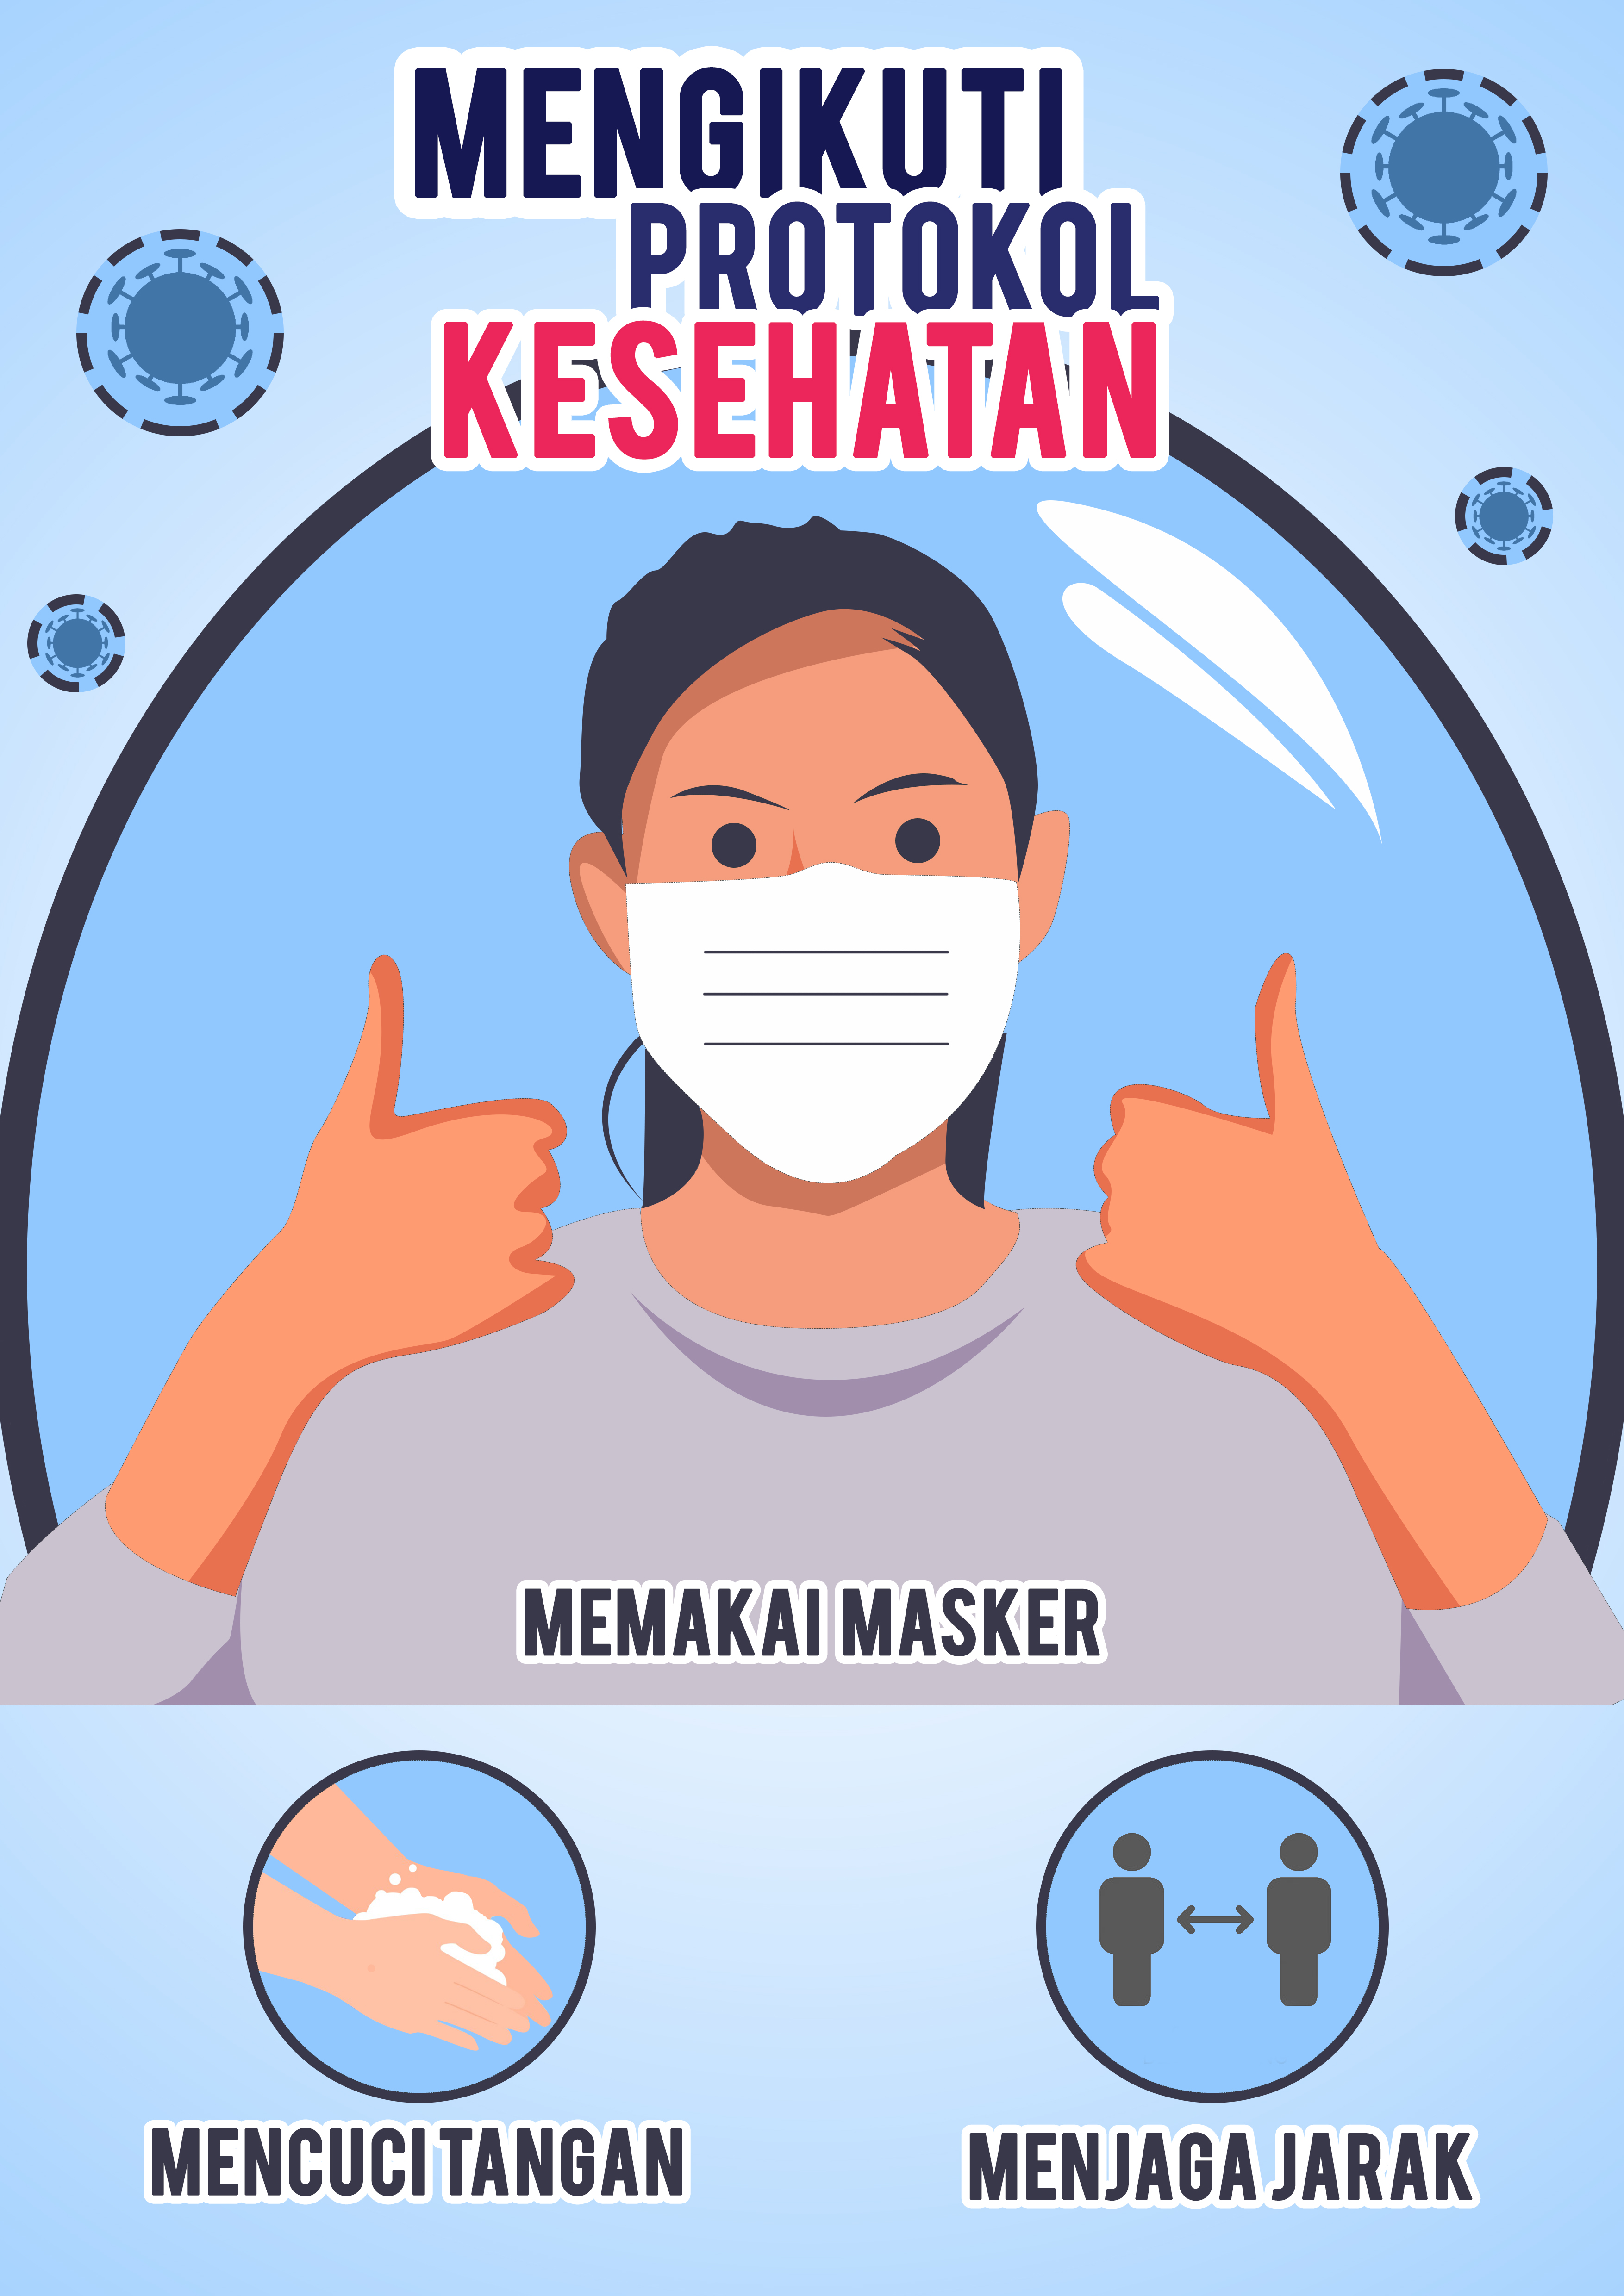 MENGIKUTI
PROTOKOL
KESEHATAN
MEMAKAI MASKER
MENCUCI TANGAN
MENJAGA JARAK